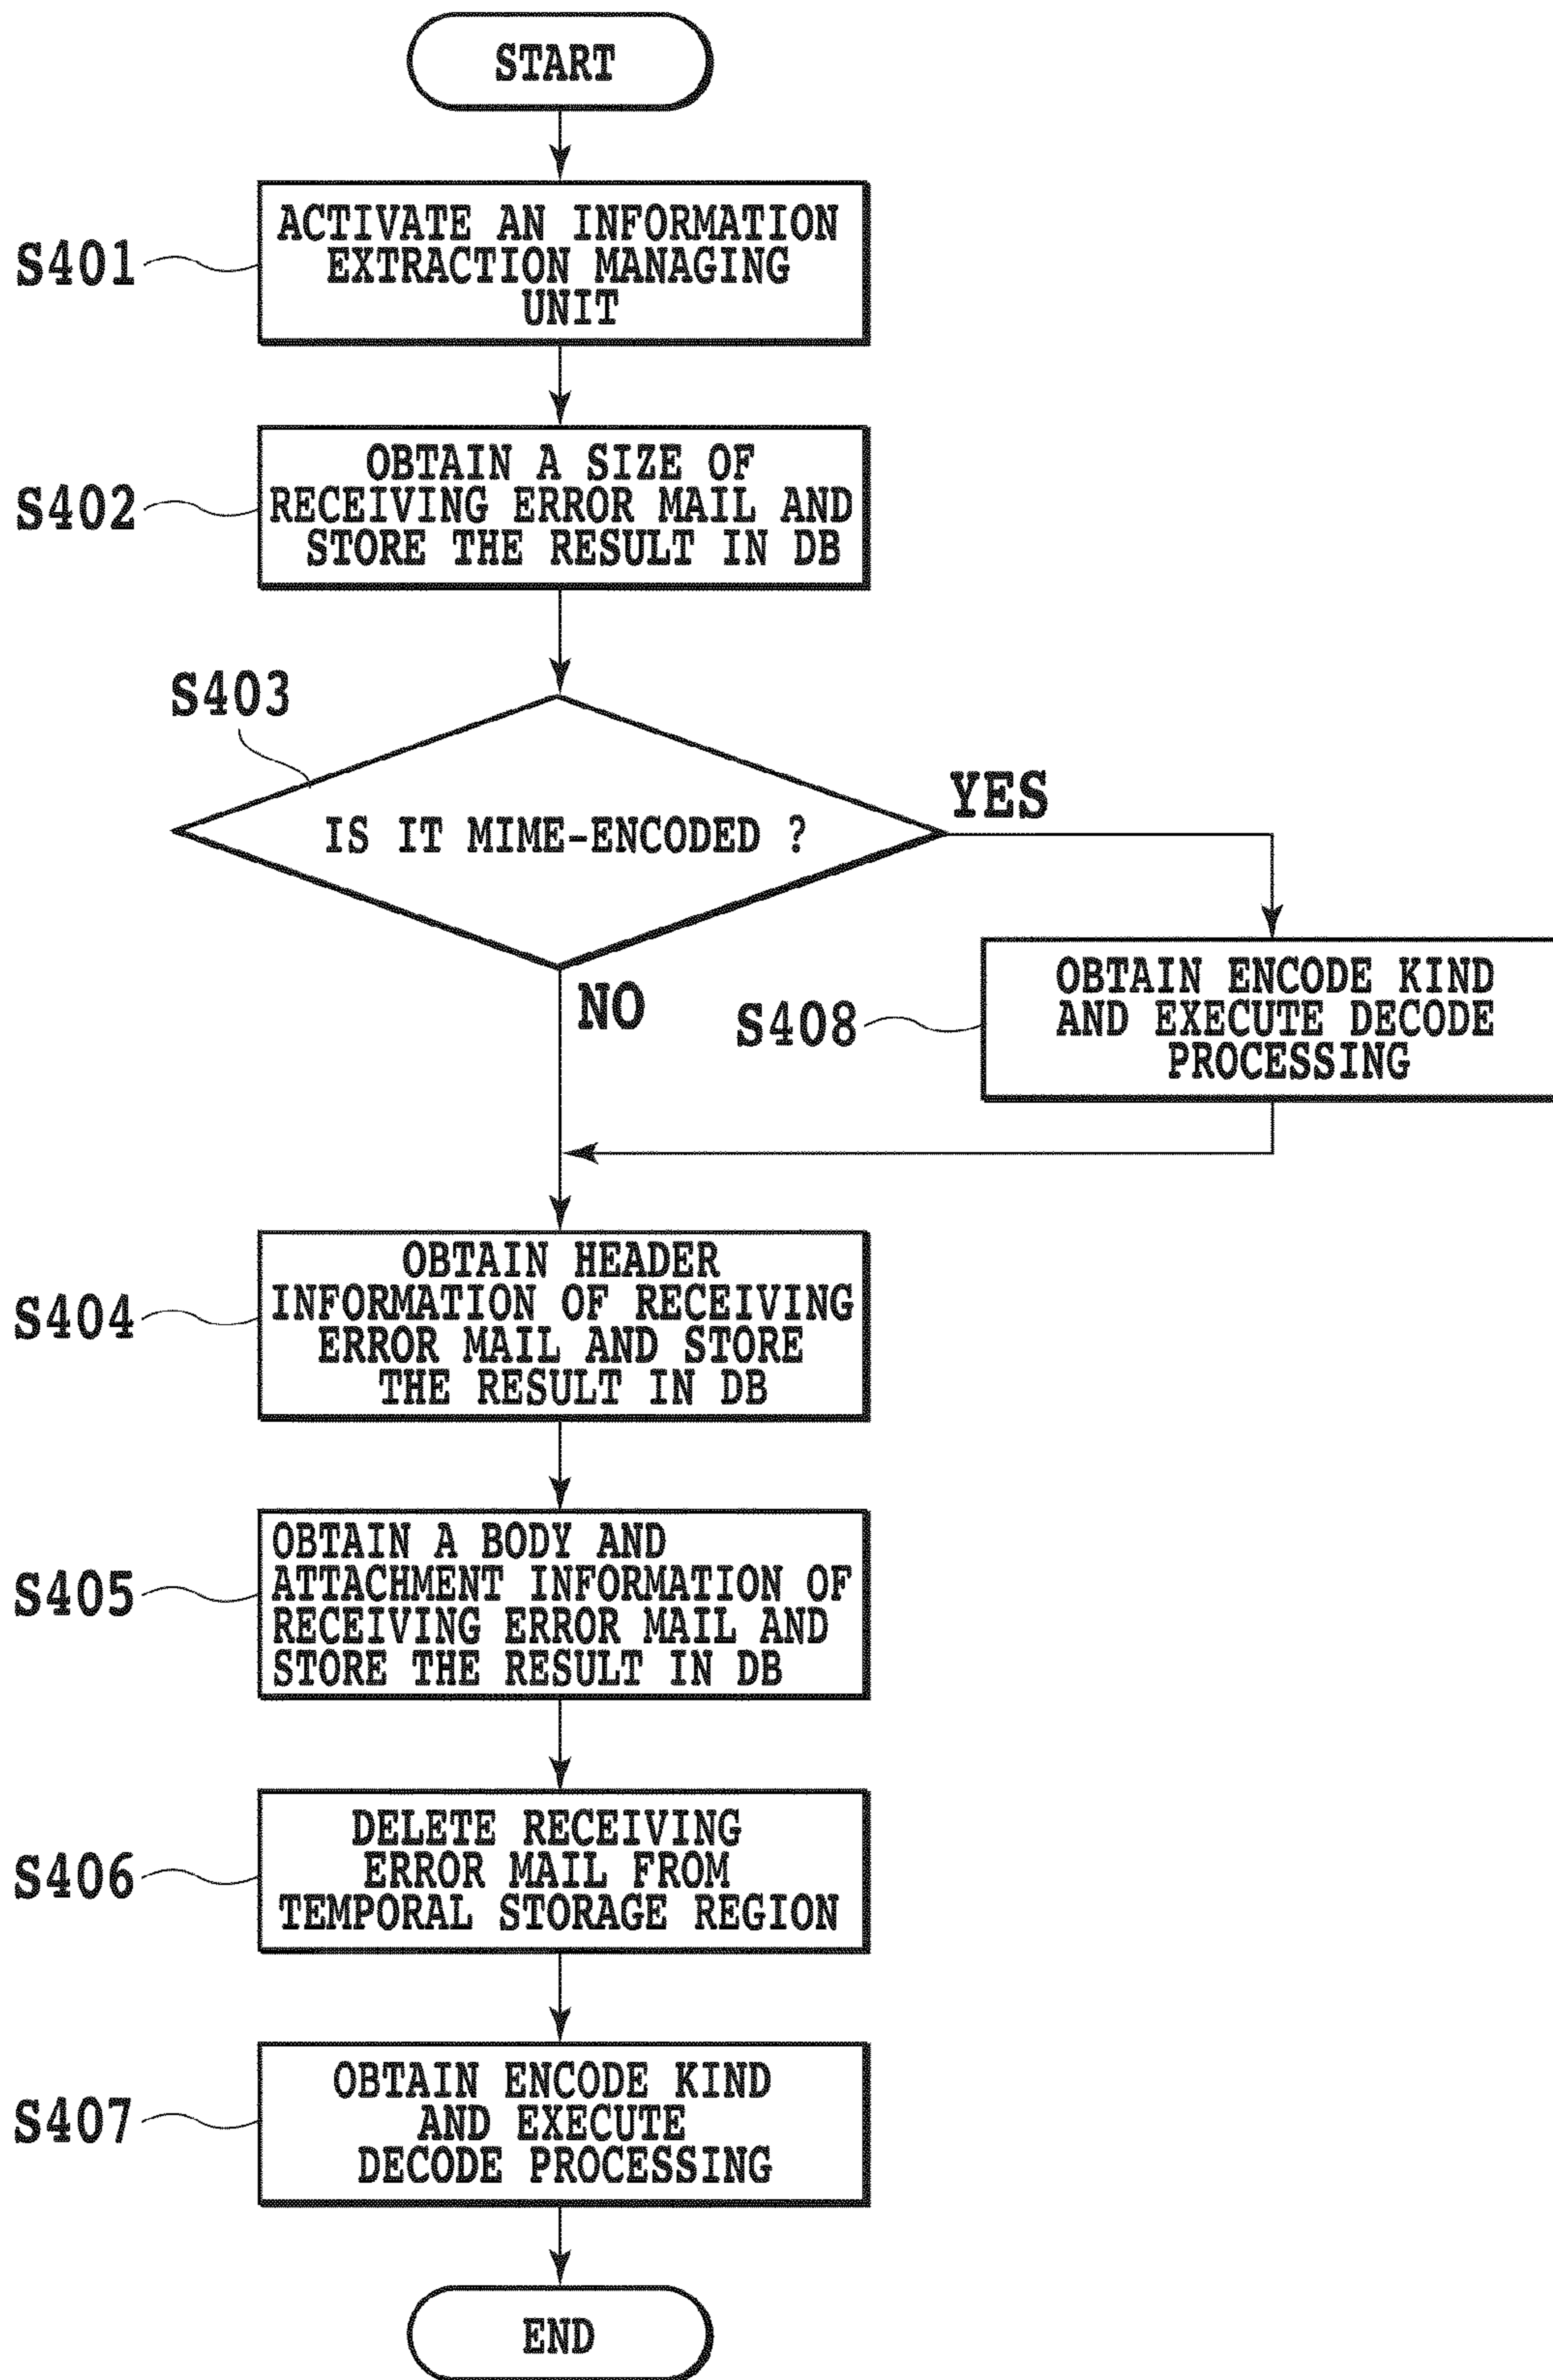 START
S401
ACTIVATE AN INFORMATION
EXTRACTION MANAGING
UNIT
S402
OBTAIN A SIZE OF
RECEIVING ERROR MAIL AND
STORE THE RESULT IN DB
S403
IS IT MIME-ENCODED ?
YES
NO
S408
OBTAIN ENCODE KIND
AND EXECUTE DECODE
PROCESSING
S404
OBTAIN HEADER
INFORMATION OF RECEIVING
ERROR MAIL AND STORE
THE RESULT IN DB
S405
OBTAIN A BODY AND
ATTACHMENT INFORMATION OF
RECEIVING ERROR MAIL AND
STORE THE RESULT IN DB
S406
DELETE RECEIVING
ERROR MAIL FROM
TEMPORAL STORAGE REGION
S407
OBTAIN ENCODE KIND
AND EXECUTE
DECODE PROCESSING
END